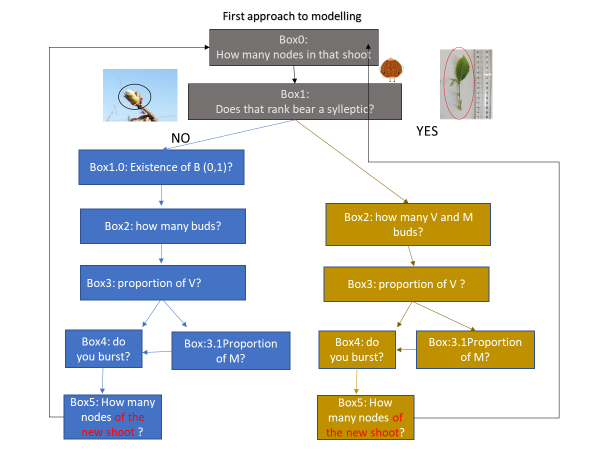 First approach to modelling
Box0:
How many nodes in that shoot
Box1:
Does that rank bear a sylleptic?
NO
YES
Box1.0: Existence of B (0,1)?
Box2: how many buds?
Box3: proportion of V?
Box4: do
you burst?
Box:3.1Proportion
of M?
Box5: How many
nodes of the
new shoot ?
Box2: how many V and M
buds?
Box3: proportion of V ?
Box4: do
you burst?
Box:3.1Proportion
of M?
Box5: How
many nodes of
the new shoot?